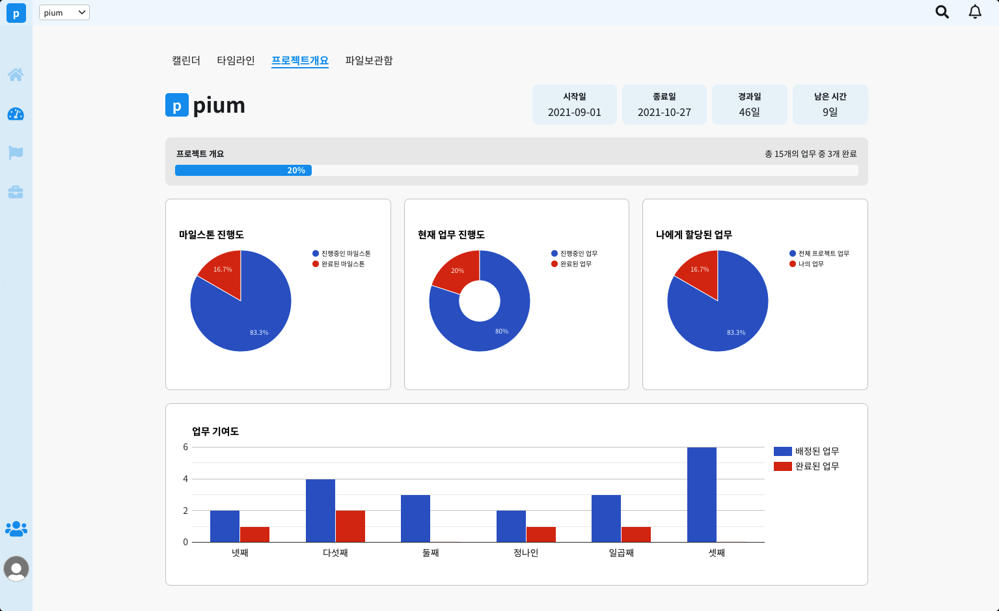 p
pium
캘린더 타임라인 프로젝트개요 파일보관함
p pium
시작일
2021-09-01
종료일
2021-10-27
경과일
46일
남은 시간
9일
프로젝트 개요
총 15개의 업무 중 3개 완료
20%
마일스톤 진행도
진행중인 마일스톤
완료된 마일스톤
16.7%
83.3%
현재 업무 진행도
진행중인 업무
완료된 업무
20%
80%
나에게 할당된 업무
전체 프로젝트 업무
나의 업무
16.7%
83.3%
업무 기여도
6
4
2
0
배정된 업무
완료된 업무
넷째 다섯째 둘째 정나인 일곱째 셋째